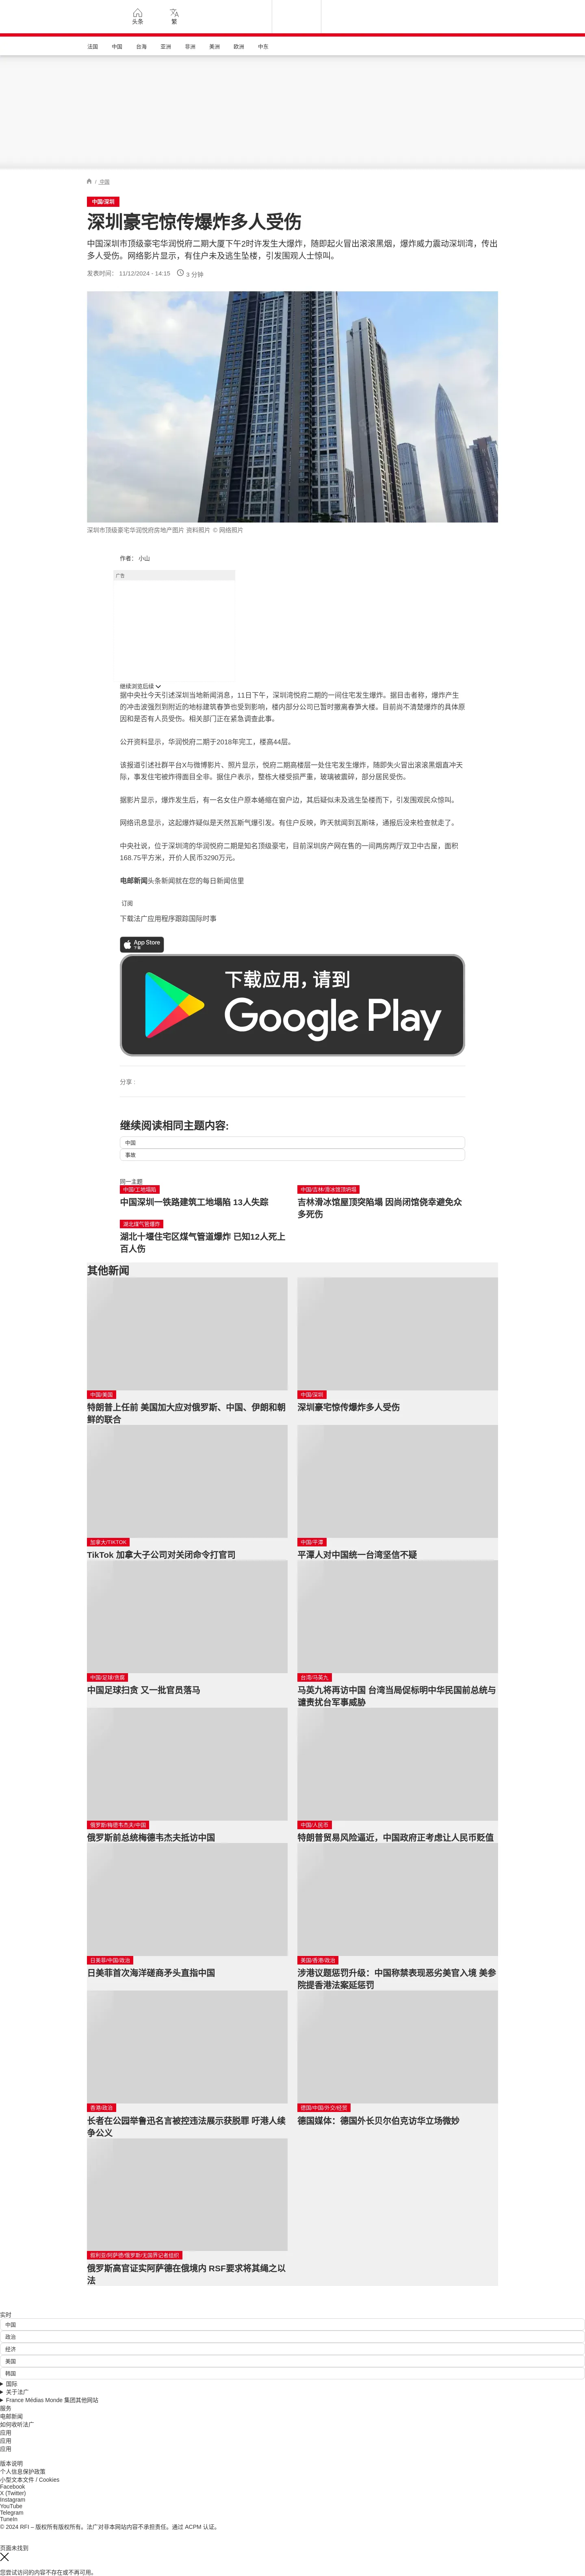 头条
繁
法国
中国
台海
亚洲
非洲
美洲
欧洲
中东
/ 中国
中国/深圳
深圳豪宅惊传爆炸多人受伤
中国深圳市顶级豪宅华润悦府二期大厦下午2时许发生大爆炸，随即起火冒出滚滚黑烟，爆炸威力震动深圳湾，传出
多人受伤。网络影片显示，有住户未及逃生坠楼，引发围观人士惊叫。
发表时间： 11/12/2024 - 14:15
3 分钟
深圳市顶级豪宅华润悦府房地产图片 资料照片 © 网络照片
作者： 小山
广告
继续浏览后续
据中央社今天引述深圳当地新闻消息，11日下午，深圳湾悦府二期的一间住宅发生爆炸。据目击者称，爆炸产生
的冲击波强烈到附近的地标建筑春笋也受到影响，楼内部分公司已暂时撤离春笋大楼。目前尚不清楚爆炸的具体原
因和是否有人员受伤。相关部门正在紧急调查此事。
公开资料显示，华润悦府二期于2018年完工，楼高44层。
该报道引述社群平台X与微博影片、照片显示，悦府二期高楼层一处住宅发生爆炸，随即失火冒出滚滚黑烟直冲天
际，事发住宅被炸得面目全非。据住户表示，整栋大楼受损严重，玻璃被震碎，部分居民受伤。
据影片显示，爆炸发生后，有一名女住户原本蜷缩在窗户边，其后疑似未及逃生坠楼而下，引发围观民众惊叫。
网络讯息显示，这起爆炸疑似是天然瓦斯气爆引发。有住户反映，昨天就闻到瓦斯味，通报后没来检查就走了。
中央社说，位于深圳湾的华润悦府二期是知名顶级豪宅，目前深圳房产网在售的一间两房两厅双卫中古屋，面积
168.75平方米，开价人民币3290万元。
电邮新闻头条新闻就在您的每日新闻信里
订阅
下载法广应用程序跟踪国际时事
App Store
下载
下载应用，请到
Google Play
分享 :
继续阅读相同主题内容:
中国
事故
同一主题
中国/工地塌陷
中国深圳一铁路建筑工地塌陷 13人失踪
中国/吉林/滑冰馆顶坍塌
吉林滑冰馆屋顶突陷塌 因尚闭馆侥幸避免众
多死伤
湖北煤气管爆炸
湖北十堰住宅区煤气管道爆炸 已知12人死上
百人伤
其他新闻
中国/美国
特朗普上任前 美国加大应对俄罗斯、中国、伊朗和朝
鲜的联合
中国/深圳
深圳豪宅惊传爆炸多人受伤
加拿大/TIKTOK
TikTok 加拿大子公司对关闭命令打官司
中国/平潭
平潭人对中国统一台湾坚信不疑
中国/足球/贪腐
中国足球扫贪 又一批官员落马
台湾/马英九
马英九将再访中国 台湾当局促标明中华民国前总统与
谴责扰台军事威胁
俄罗斯/梅德韦杰夫/中国
俄罗斯前总统梅德韦杰夫抵访中国
中国/人民币
特朗普贸易风险逼近，中国政府正考虑让人民币贬值
日美菲/中国/政治
日美菲首次海洋磋商矛头直指中国
美国/香港/政治
涉港议题惩罚升级：中国称禁表现恶劣美官入境 美参
院提香港法案延惩罚
香港/政治
长者在公园举鲁迅名言被控违法展示获脱罪 吁港人续
争公义
德国/中国/外交/经贸
德国媒体：德国外长贝尔伯克访华立场微妙
叙利亚/阿萨德/俄罗斯/无国界记者组织
俄罗斯高官证实阿萨德在俄境内 RSF要求将其绳之以
法
实时
中国
政治
经济
美国
韩国
国际
关于法广
France Médias Monde 集团其他网站
服务
电邮新闻
如何收听法广
应用
应用
应用
版本说明
个人信息保护政策
小型文本文件 / Cookies
Facebook
X (Twitter)
Instagram
YouTube
Telegram
TuneIn
© 2024 RFI – 版权所有版权所有。法广对非本网站内容不承担责任。通过 ACPM 认证。
页面未找到
您尝试访问的内容不存在或不再可用。